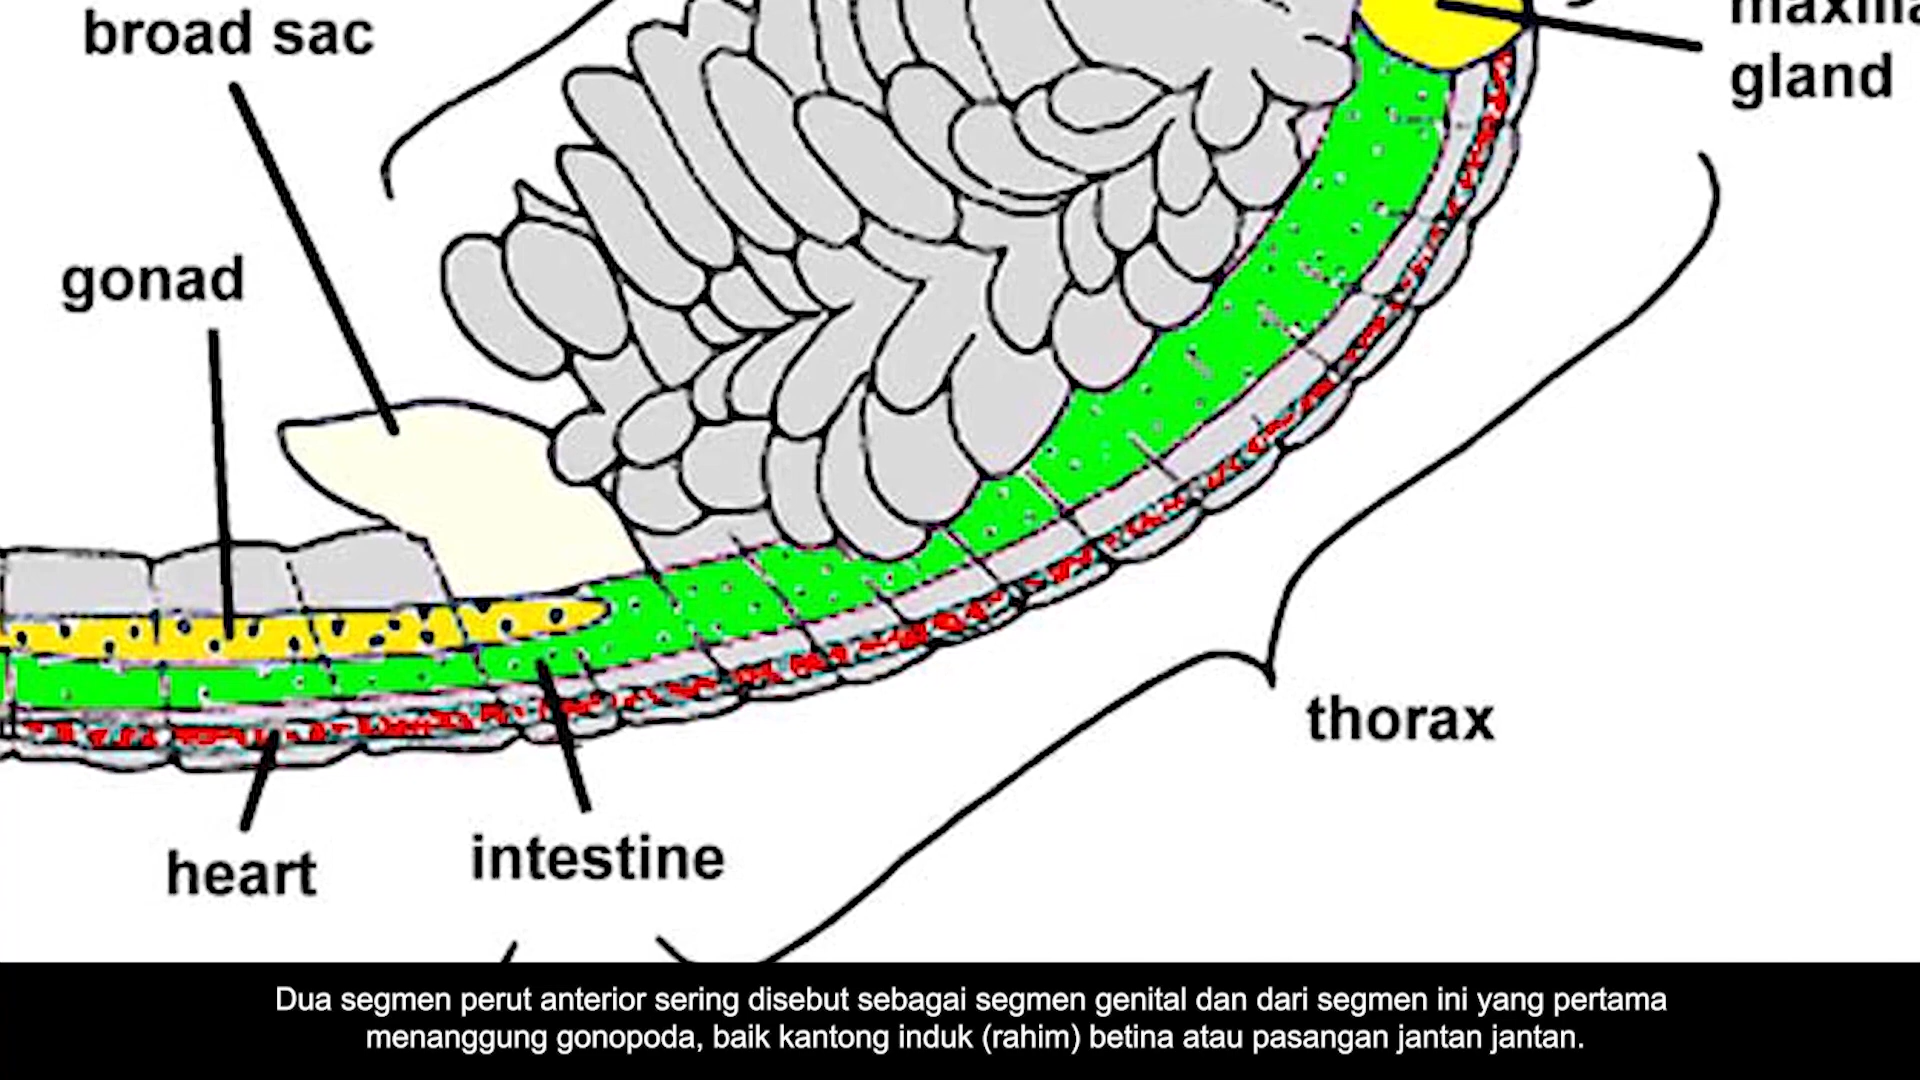 broad sac
gland
gonad
thorax
heart
intestine
Dua segmen perut anterior sering disebut sebagai segmen genital dan dari segmen ini yang pertama
menanggung gonopoda, baik kantong induk (rahim) betina atau pasangan jantan jantan.